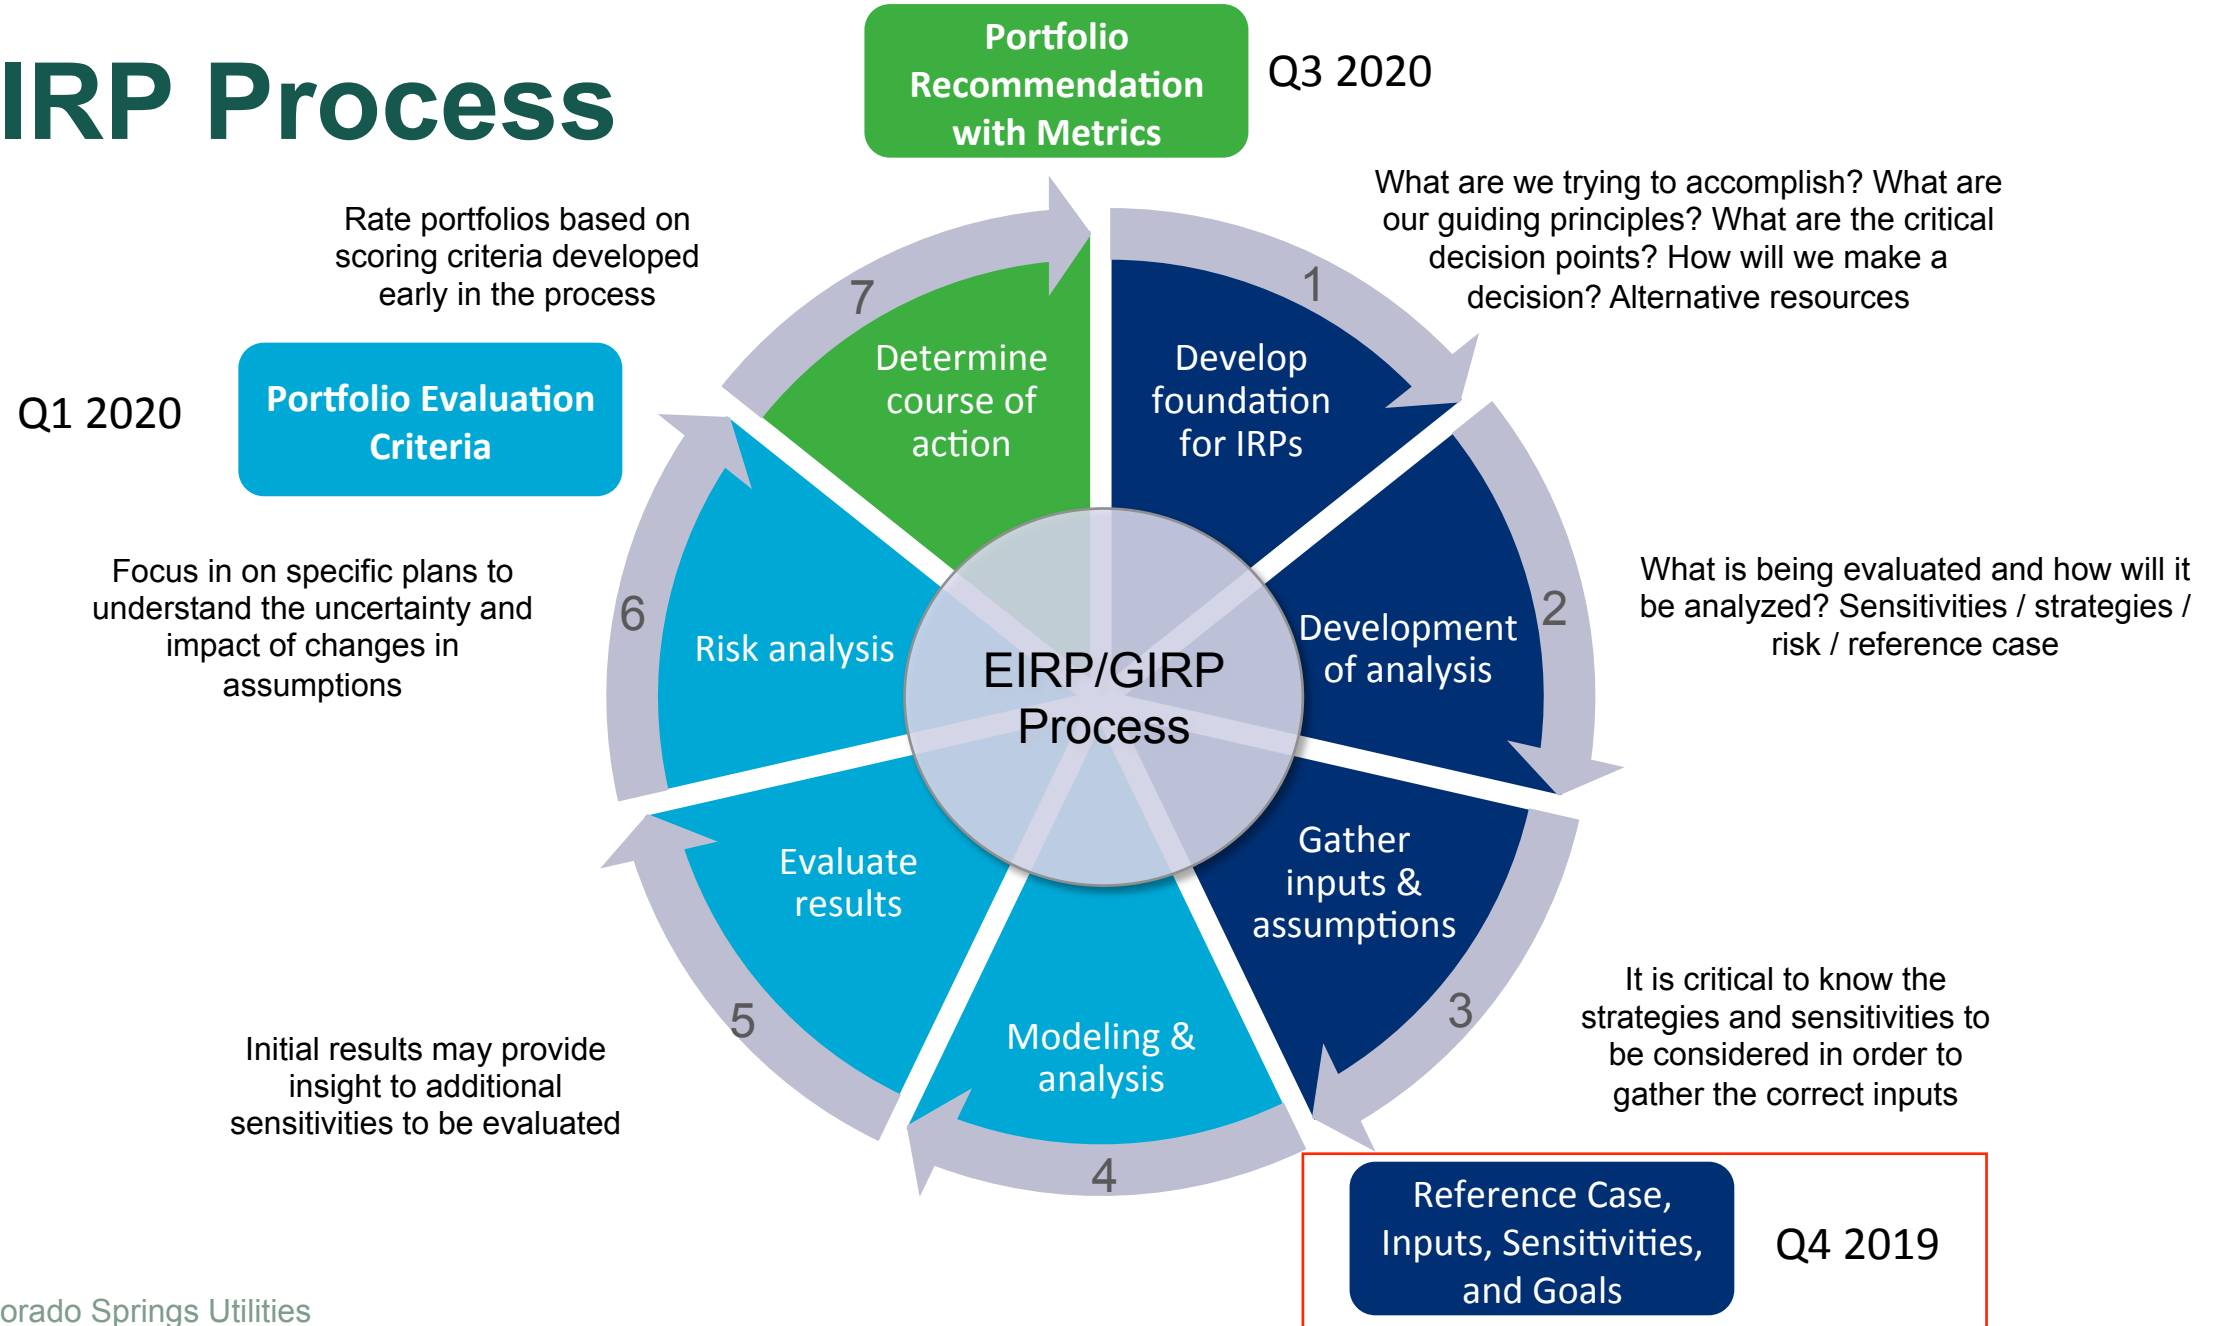 IRP Process
Portfolio
Recommendation
with Metrics
Q3 2020
What are we trying to accomplish? What are
our guiding principles? What are the critical
decision points? How will we make a
decision? Alternative resources
Rate portfolios based on
scoring criteria developed
early in the process
7
1
Determine
course of
action
Develop
foundation
for IRPs
Q1 2020
Portfolio Evaluation
Criteria
Focus in on specific plans to
understand the uncertainty and
impact of changes in
assumptions
6
Risk analysis
EIRP/GIRP
Process
Development
of analysis
2
What is being evaluated and how will it
be analyzed? Sensitivities / strategies /
risk / reference case
Evaluate
results
Gather
inputs &
assumptions
5
3
Initial results may provide
insight to additional
sensitivities to be evaluated
Modeling &
analysis
4
It is critical to know the
strategies and sensitivities to
be considered in order to
gather the correct inputs
Reference Case,
Inputs, Sensitivities,
and Goals
Q4 2019
orado Springs Utilities